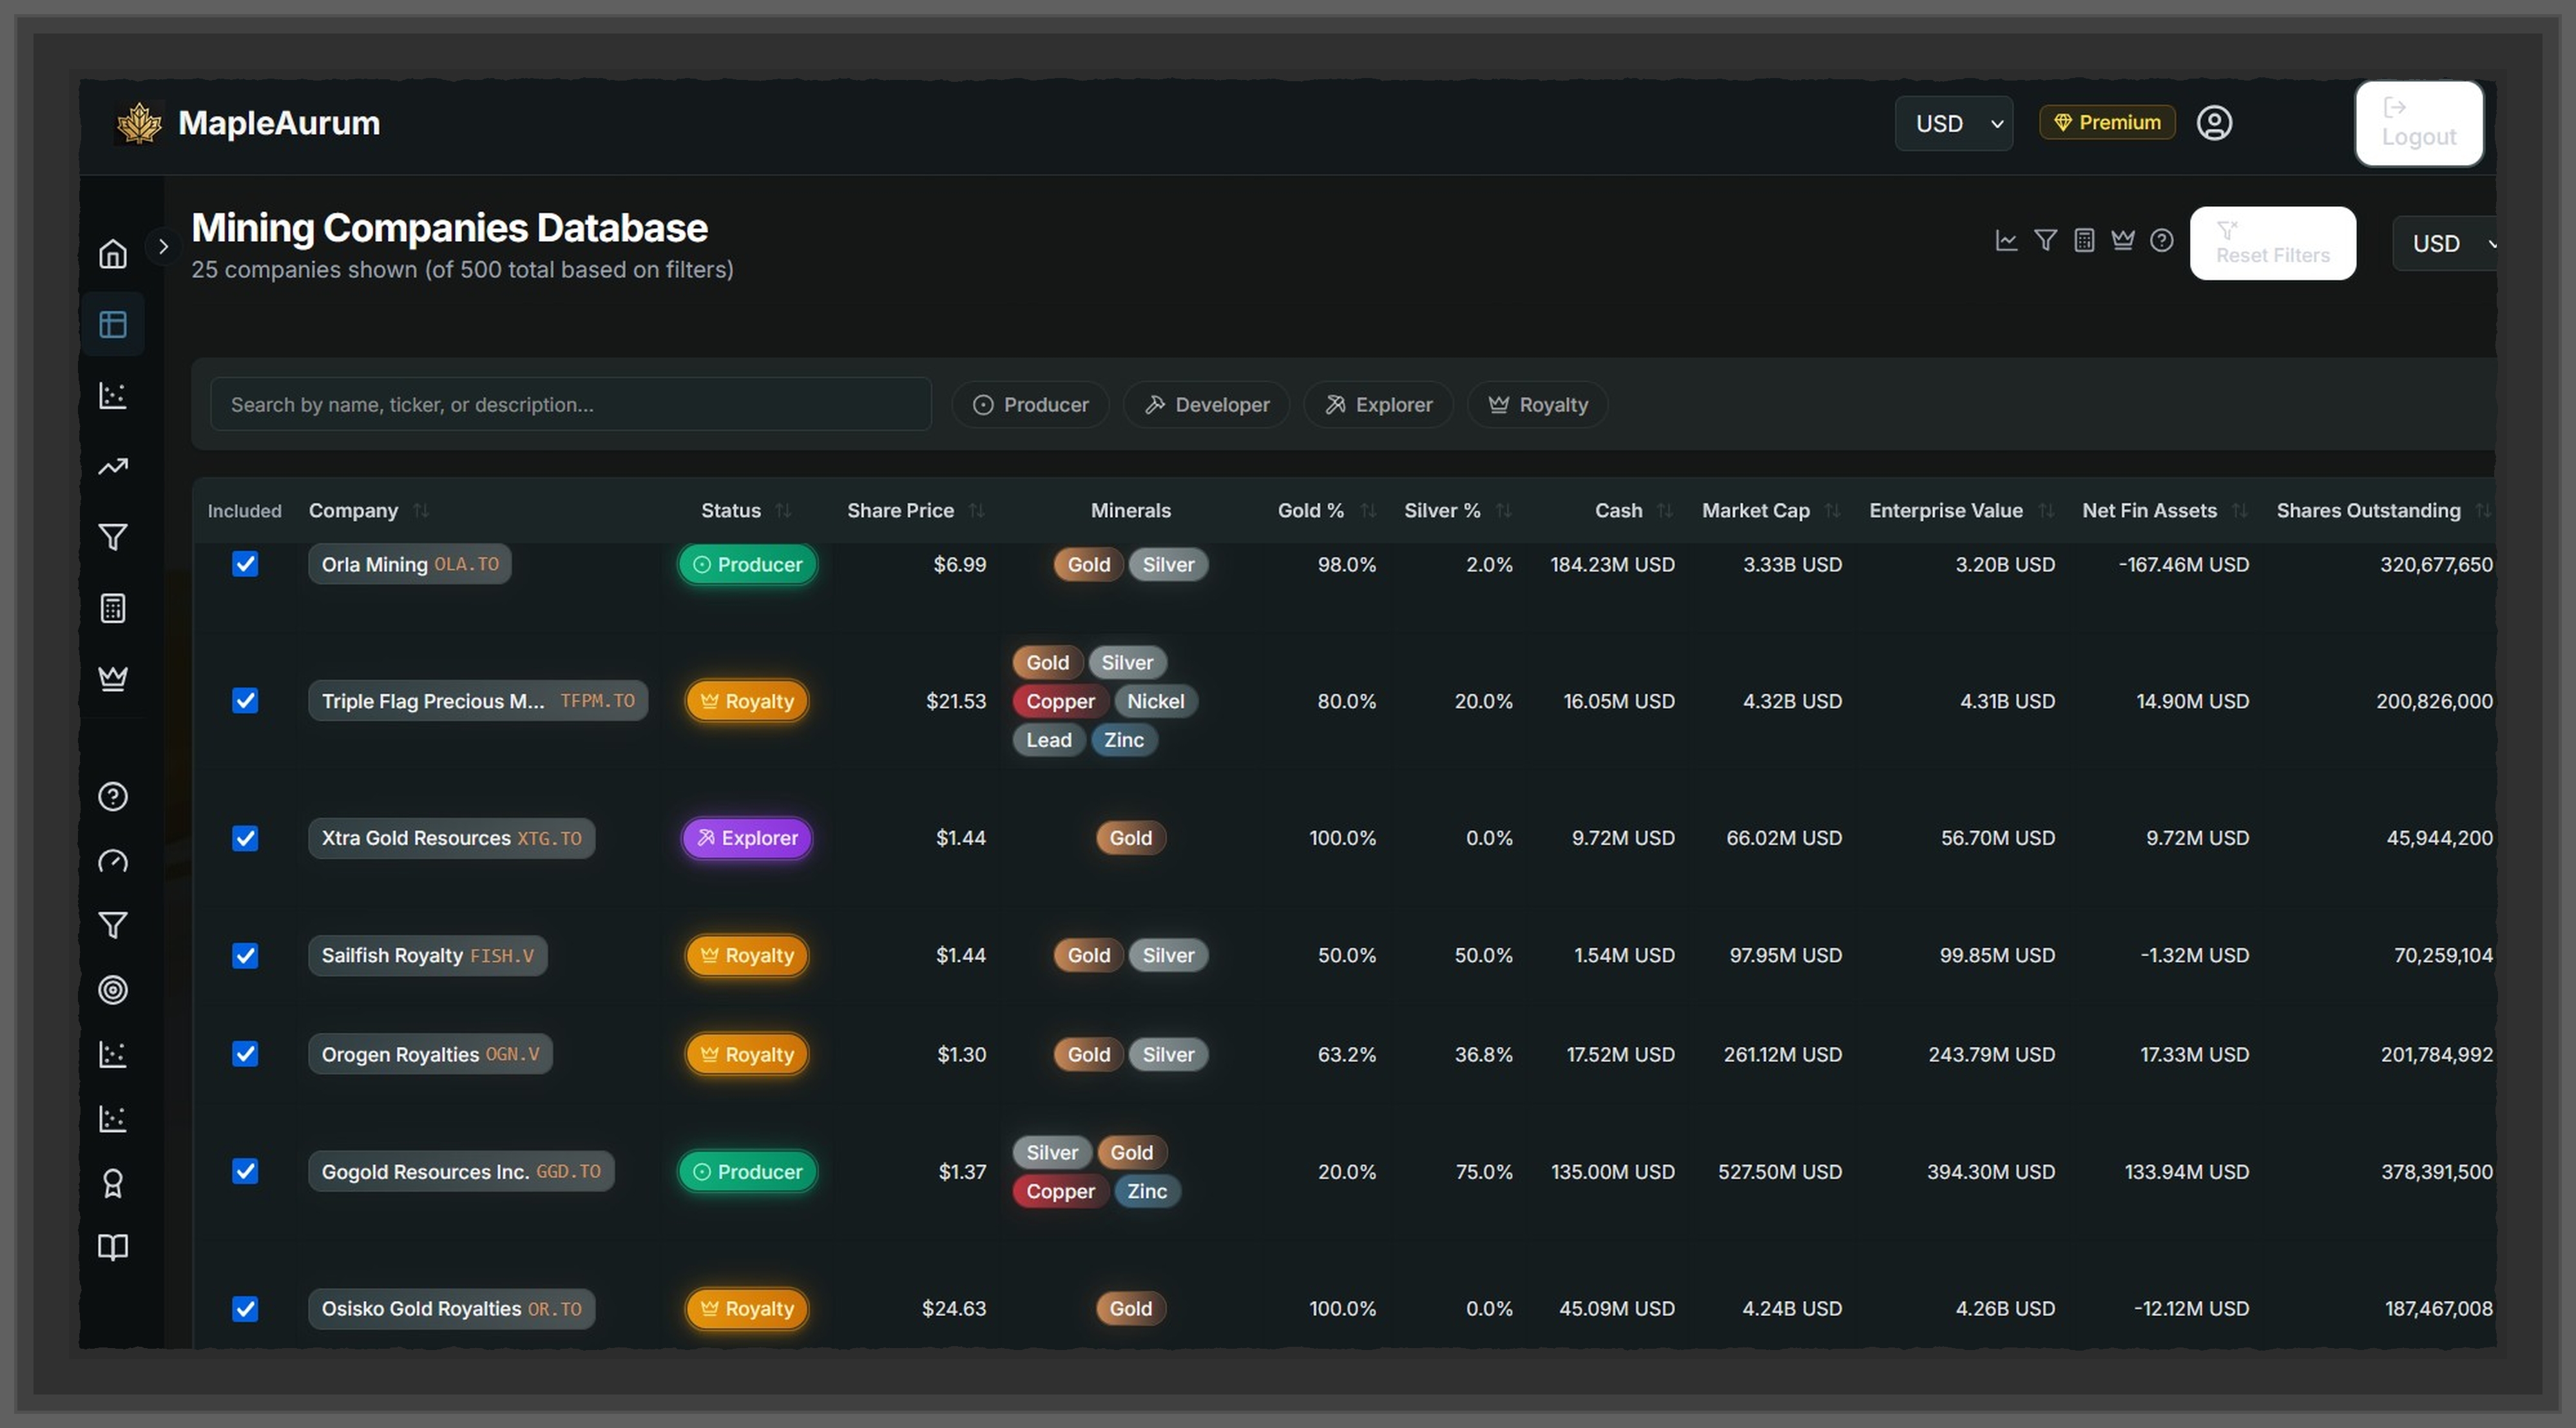 MapleAurum
USD
Premium
Logout
Mining Companies Database
25 companies shown (of 500 total based on filters)
Reset Filters
USD
Search by name, ticker, or description...
Producer
Developer
Explorer
Royalty
Included Company Status Share Price Minerals Gold % Silver % Cash Market Cap Enterprise Value Net Fin Assets Shares Outstanding
Orla Mining OLA.TO Producer $6.99 Gold Silver 98.0% 2.0% 184.23M USD 3.33B USD 3.20B USD -167.46M USD 320,677,650
Gold Silver
Triple Flag Precious M... TFPM.TO Royalty $21.53 Copper Nickel 80.0% 20.0% 16.05M USD 4.32B USD 4.31B USD 14.90M USD 200,826,000
Lead Zinc
Xtra Gold Resources XTG.TO Explorer $1.44 Gold 100.0% 0.0% 9.72M USD 66.02M USD 56.70M USD 9.72M USD 45,944,200
Sailfish Royalty FISH.V Royalty $1.44 Gold Silver 50.0% 50.0% 1.54M USD 97.95M USD 99.85M USD -1.32M USD 70,259,104
Orogen Royalties OGN.V Royalty $1.30 Gold Silver 63.2% 36.8% 17.52M USD 261.12M USD 243.79M USD 17.33M USD 201,784,992
Silver Gold
Gogold Resources Inc. GGD.TO Producer $1.37 20.0% 75.0% 135.00M USD 527.50M USD 394.30M USD 133.94M USD 378,391,500
Copper Zinc
Osisko Gold Royalties OR.TO Royalty $24.63 Gold 100.0% 0.0% 45.09M USD 4.24B USD 4.26B USD -12.12M USD 187,467,008